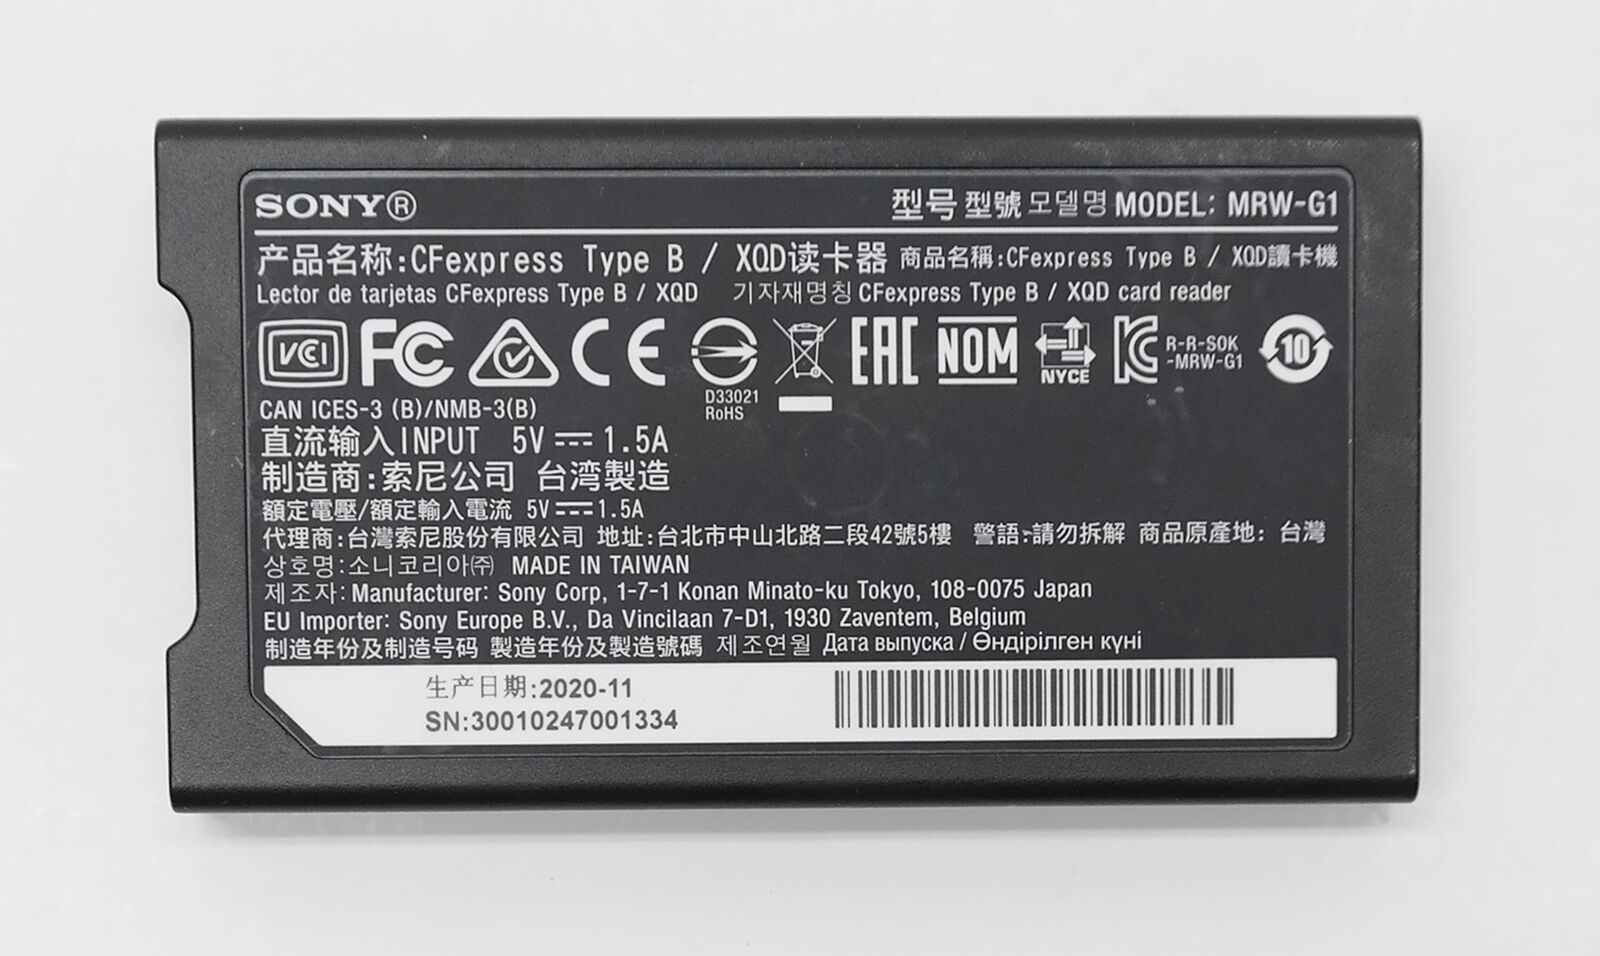 SONY® 型号 型號 모델명 MODEL: MRW-G1
产品名称:CFexpress Type B / XQD读卡器 商品名稱:CFexpress Type B / XQD讀卡機
Lector de tarjetas CFexpress Type B / XQD 기자재명칭 CFexpress Type B / XQD card reader
VCI FC CE EAC NOM NYCE R-R-SOK 10
-MRW-G1
D33021
RoHS
CAN ICES-3 (B)/NMB-3(B)
直流输入INPUT 5V ⎓ 1.5A
制造商:索尼公司 台湾製造
額定電壓/額定輸入電流 5V ⎓ 1.5A
代理商:台灣索尼股份有限公司 地址:台北市中山北路二段42號5樓 警語:請勿拆解 商品原產地: 台灣
상호명:소니코리아㈜ MADE IN TAIWAN
제조자: Manufacturer: Sony Corp, 1-7-1 Konan Minato-ku Tokyo, 108-0075 Japan
EU Importer: Sony Europe B.V., Da Vincilaan 7-D1, 1930 Zaventem, Belgium
制造年份及制造号码 製造年份及製造號碼 제조연월 Дата выпуска / Өндірілген күні
生产日期:2020-11
SN:30010247001334